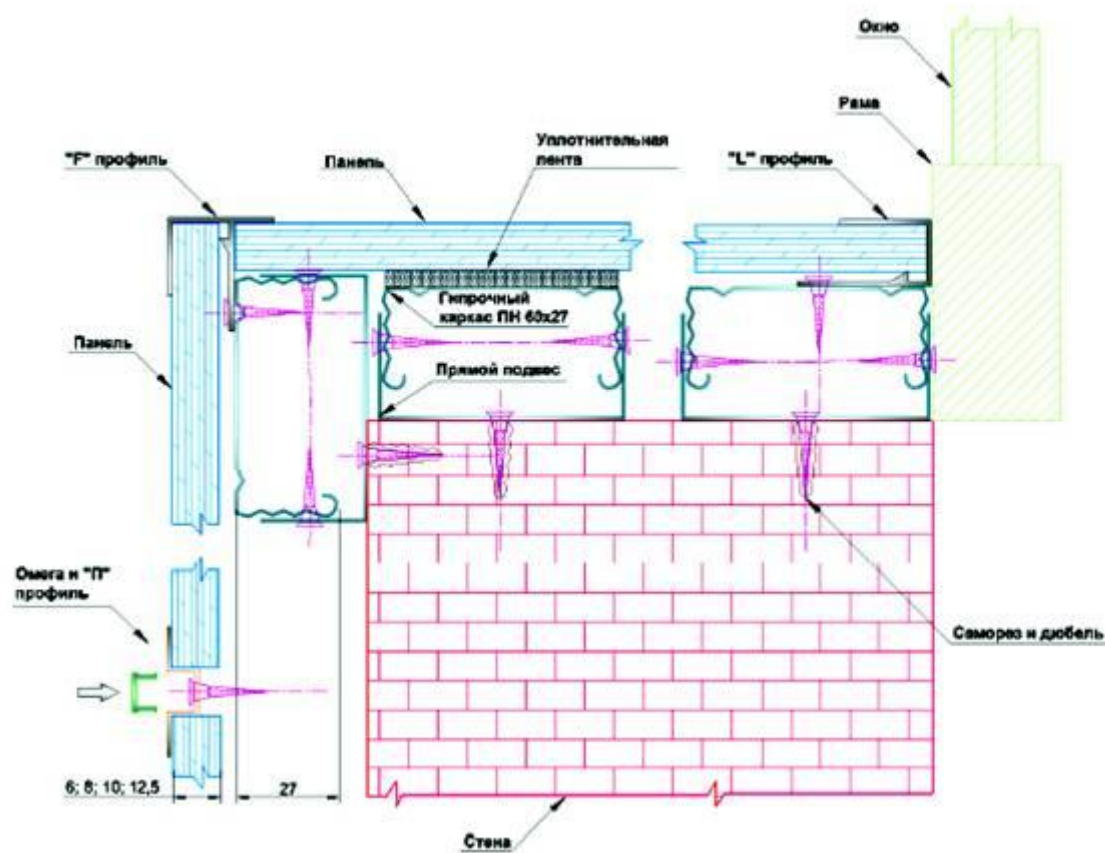 Окно
Рама
"F" профиль
Панель
Уплотнительная
лента
"L" профиль
Гипрочный
каркас ПН 60х27
Панель
Прямой подвес
Омега и "П"
профиль
Саморез и дюбель
6; 8; 10; 12,5
27
Стена